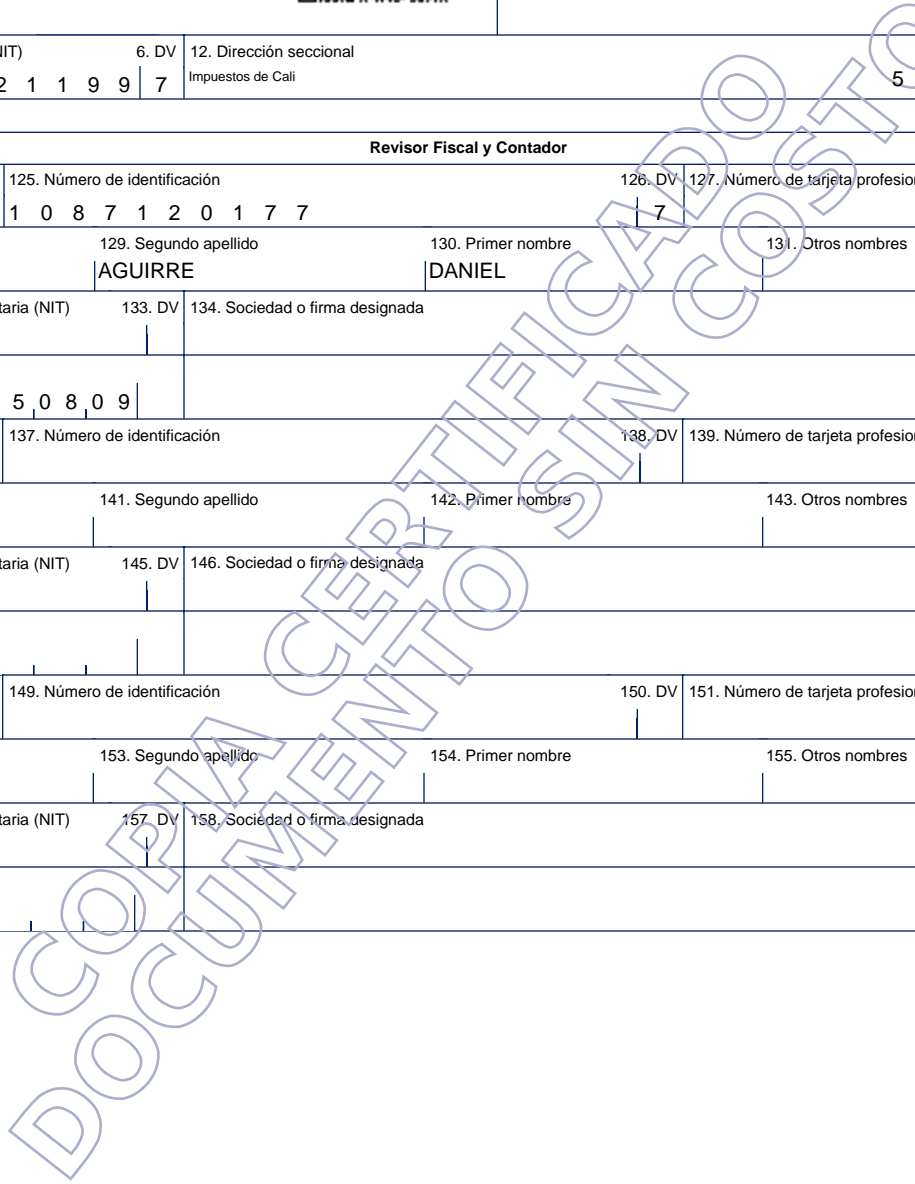 NIT) 6. DV 12. Dirección seccional
2 1 1 9 9 7 Impuestos de Cali 5
Revisor Fiscal y Contador
125. Número de identificación 126. DV 127. Número de tarjeta profesion
1 0 8 7 1 2 0 1 7 7 7
129. Segundo apellido 130. Primer nombre 131. Otros nombres
AGUIRRE DANIEL
taria (NIT) 133. DV 134. Sociedad o firma designada
5 0 8 0 9
137. Número de identificación 138. DV 139. Número de tarjeta profesion
141. Segundo apellido 142. Primer nombre 143. Otros nombres
taria (NIT) 145. DV 146. Sociedad o firma designada
149. Número de identificación 150. DV 151. Número de tarjeta profesion
153. Segundo apellido 154. Primer nombre 155. Otros nombres
taria (NIT) 157. DV 158. Sociedad o firma designada
COPIA CERTIFICADO
DOCUMENTO SIN COSTO